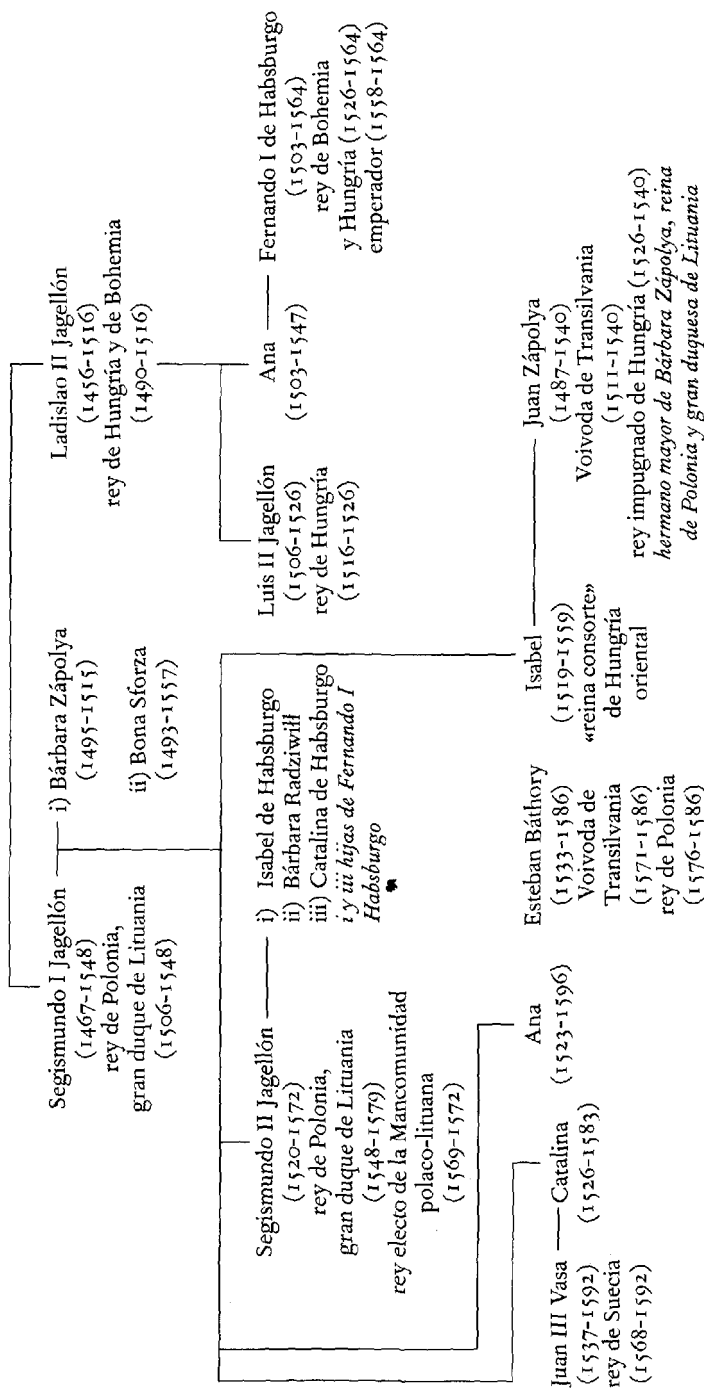 Segismundo I Jagellón
(1467-1548)
rey de Polonia,
gran duque de Lituania
(1506-1548)
i) Bárbara Zápolya
(1495-1515)
ii) Bona Sforza
(1493-1557)
Ladislao II Jagellón
(1456-1516)
rey de Hungría y de Bohemia
(1490-1516)
Luis II Jagellón
(1506-1526)
rey de Hungría
(1516-1526)
Ana
(1503-1547)
Fernando I de Habsburgo
(1503-1564)
rey de Bohemia
y Hungría (1526-1564)
emperador (1558-1564)
Segismundo II Jagellón
(1520-1572)
rey de Polonia,
gran duque de Lituania
(1548-1579)
rey electo de la Mancomunidad
polaco-lituana
(1569-1572)
i) Isabel de Habsburgo
ii) Bárbara Radziwiłł
iii) Catalina de Habsburgo
i y iii hijas de Fernando I
Habsburgo
Juan III Vasa
(1537-1592)
rey de Suecia
(1568-1592)
Catalina
(1526-1583)
Ana
(1523-1596)
Esteban Báthory
(1533-1586)
Voivoda de
Transilvania
(1571-1586)
rey de Polonia
(1576-1586)
Isabel
(1519-1559)
«reina consorte»
de Hungría
oriental
Juan Zápolya
(1487-1540)
Voivoda de Transilvania
(1511-1540)
rey impugnado de Hungría (1526-1540)
hermano mayor de Bárbara Zápolya, reina
de Polonia y gran duquesa de Lituania